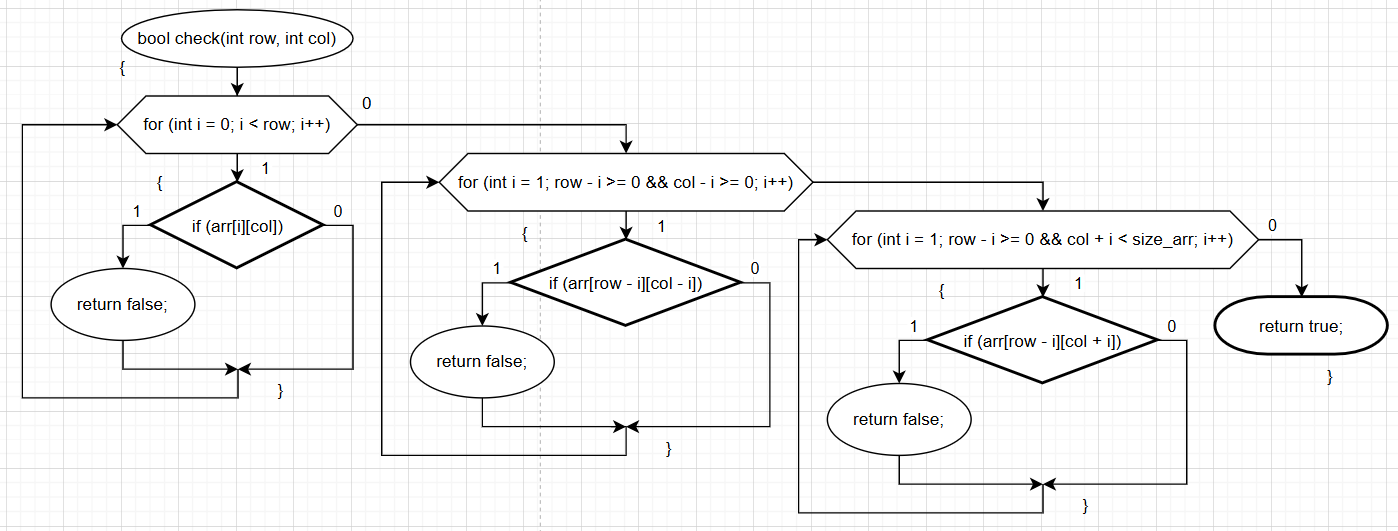 bool check(int row, int col)
{
for (int i = 0; i < row; i++)
0
1
{
if (arr[i][col])
1
0
return false;
}
for (int i = 1; row - i >= 0 && col - i >= 0; i++)
1
{
if (arr[row - i][col - i])
1
0
return false;
}
for (int i = 1; row - i >= 0 && col + i < size_arr; i++)
0
1
{
if (arr[row - i][col + i])
1
0
return false;
}
return true;
}